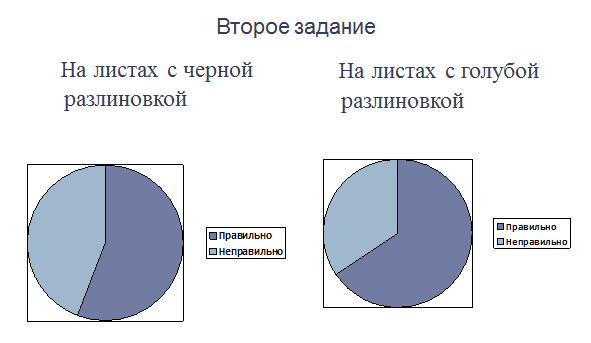 Второе задание
На листах с черной
разлиновкой
На листах с голубой
разлиновкой
Правильно
Неправильно
Правильно
Неправильно